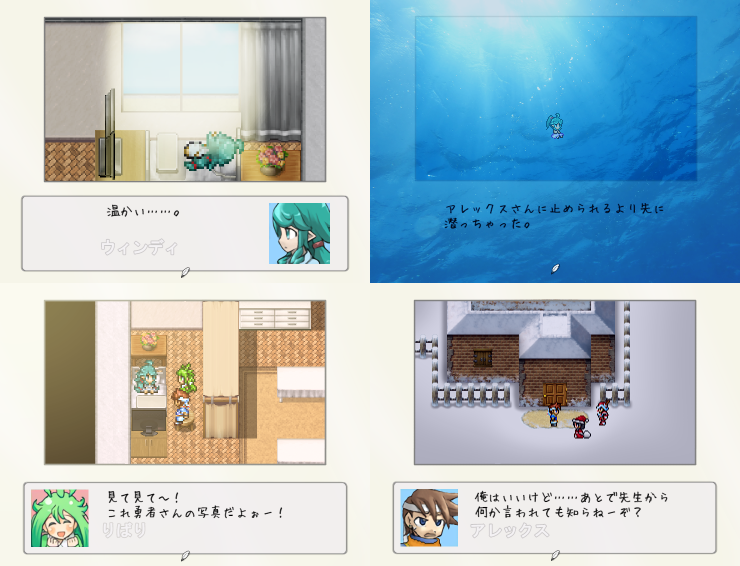 温かい……。
ウィンディ
アレックスさんに止められるより先に
潜っちゃった。
見て見て～！
これ勇者さんの写真だよぉー！
りぱり
俺はいいけど……あとで先生から
何か言われても知らねーぞ？
アレックス